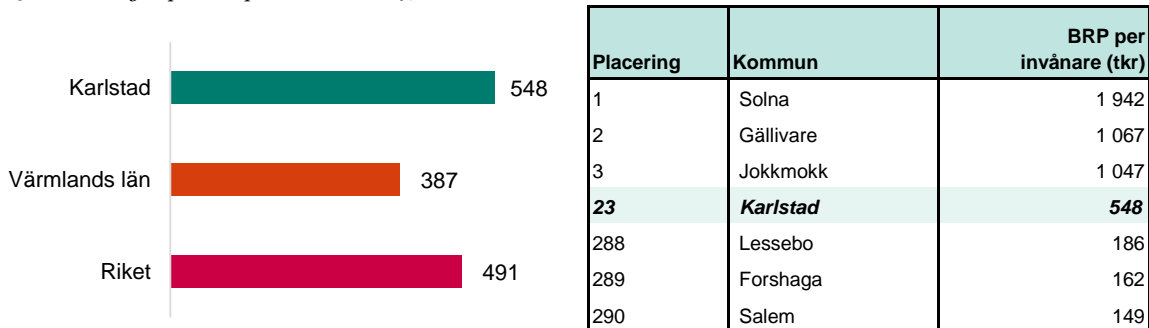 Karlstad 548
Värmlands län 387
Riket 491
Placering Kommun BRP per invånare (tkr)
1 Solna 1 942
2 Gällivare 1 067
3 Jokkmokk 1 047
23 Karlstad 548
288 Lessebo 186
289 Forshaga 162
290 Salem 149